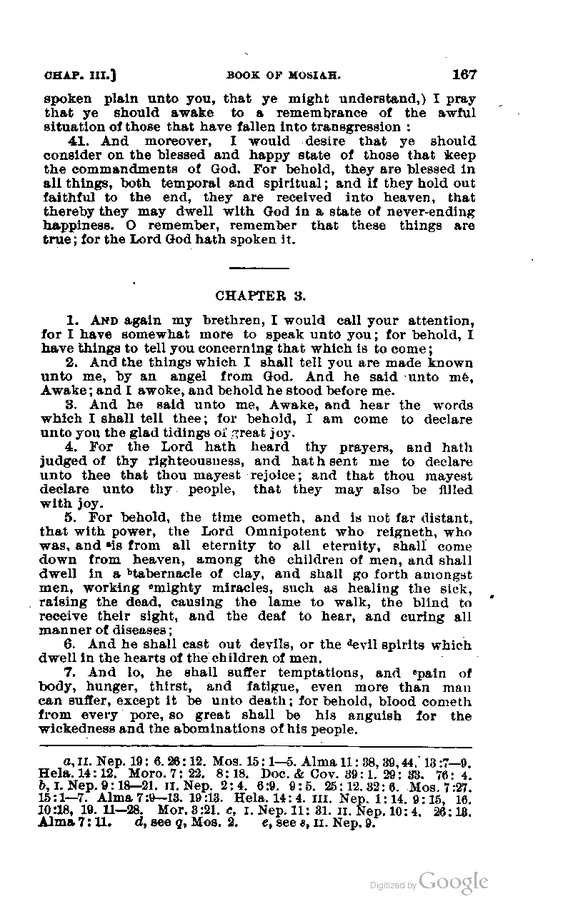 CHAP. III.] BOOK OF MOSIAH. 167
spoken plain unto you, that ye might understand,) I pray
that ye should awake to a remembrance of the awful
situation of those that have fallen into transgression :
41. And moreover, I would desire that ye should
consider on the blessed and happy state of those that keep
the commandments of God. For behold, they are blessed in
all things, both temporal and spiritual; and if they hold out
faithful to the end, they are received into heaven, that
thereby they may dwell with God in a state of never-ending
happiness. O remember, remember that these things are
true; for the Lord God hath spoken it.
CHAPTER 3.
1. AND again my brethren, I would call your attention,
for I have somewhat more to speak unto you; for behold, I
have things to tell you concerning that which is to come;
2. And the things which I shall tell you are made known
unto me, by an angel from God. And he said unto me,
Awake; and I awoke, and behold he stood before me.
3. And he said unto me, Awake, and hear the words
which I shall tell thee; for behold, I am come to declare
unto you the glad tidings of great joy.
4. For the Lord hath heard thy prayers, and hath
judged of thy righteousness, and hath sent me to declare
unto thee that thou mayest rejoice; and that thou mayest
declare unto thy people, that they may also be filled
with joy.
5. For behold, the time cometh, and is not far distant,
that with power, the Lord Omnipotent who reigneth, who
was, and ᵃis from all eternity to all eternity, shall come
down from heaven, among the children of men, and shall
dwell in a ᵇtabernacle of clay, and shall go forth amongst
men, working ᶜmighty miracles, such as healing the sick,
raising the dead, causing the lame to walk, the blind to
receive their sight, and the deaf to hear, and curing all
manner of diseases;
6. And he shall cast out devils, or the ᵈevil spirits which
dwell in the hearts of the children of men.
7. And lo, he shall suffer temptations, and ᵉpain of
body, hunger, thirst, and fatigue, even more than man
can suffer, except it be unto death; for behold, blood cometh
from every pore, so great shall be his anguish for the
wickedness and the abominations of his people.
a, II. Nep. 19: 6. 26: 12. Mos. 15: 1—5. Alma 11: 38, 39, 44. 13:7—9.
Hela. 14: 12. Moro. 7: 22. 8: 18. Doc. & Cov. 39: 1. 29: 33. 76: 4.
b, I. Nep. 9: 18—21. II. Nep. 2: 4. 6:9. 9: 5. 25: 12. 32: 6. Mos. 7:27.
15:1—7. Alma 7:9—13. 19:13. Hela. 14: 4. III. Nep. 1: 14. 9: 15, 16.
10:18, 19. 11—28. Mor. 3:21. c, I. Nep. 11: 31. II. Nep. 10: 4. 26: 13.
Alma 7: 11. d, see q, Mos. 2. e, see s, II. Nep. 9.
Digitized by Google